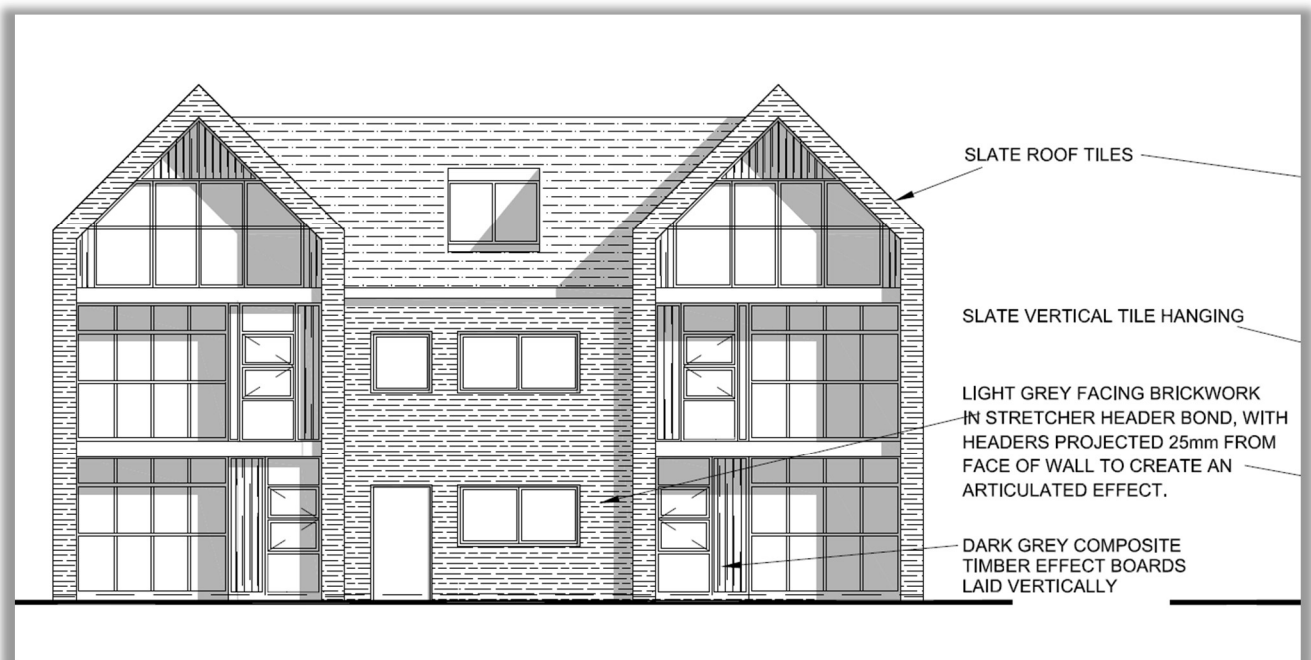 SLATE ROOF TILES
SLATE VERTICAL TILE HANGING
LIGHT GREY FACING BRICKWORK
IN STRETCHER HEADER BOND, WITH
HEADERS PROJECTED 25mm FROM
FACE OF WALL TO CREATE AN
ARTICULATED EFFECT.
DARK GREY COMPOSITE
TIMBER EFFECT BOARDS
LAID VERTICALLY